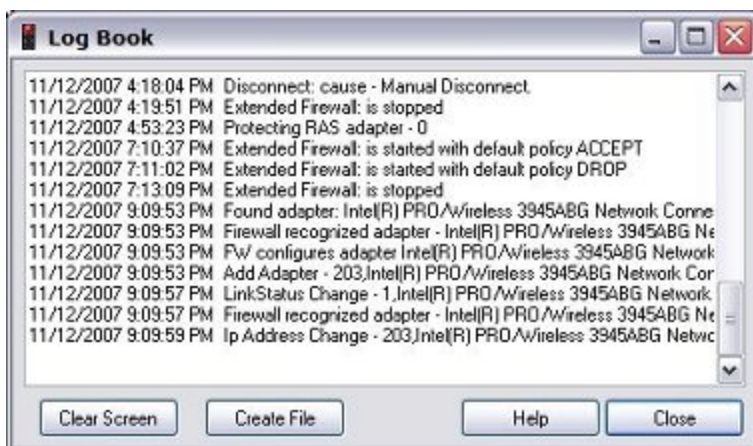 Log Book
11/12/2007 4:18:04 PM Disconnect: cause - Manual Disconnect.
11/12/2007 4:19:51 PM Extended Firewall: is stopped
11/12/2007 4:53:23 PM Protecting RAS adapter - 0
11/12/2007 7:10:37 PM Extended Firewall: is started with default policy ACCEPT
11/12/2007 7:11:02 PM Extended Firewall: is started with default policy DROP
11/12/2007 7:13:09 PM Extended Firewall: is stopped
11/12/2007 9:09:53 PM Found adapter: Intel(R) PRO/Wireless 3945ABG Network Conne
11/12/2007 9:09:53 PM Firewall recognized adapter - Intel(R) PRO/Wireless 3945ABG Ne
11/12/2007 9:09:53 PM FW configures adapter Intel(R) PRO/Wireless 3945ABG Network
11/12/2007 9:09:53 PM Add Adapter - 203,Intel(R) PRO/Wireless 3945ABG Network Cor
11/12/2007 9:09:57 PM LinkStatus Change - 1,Intel(R) PRO/Wireless 3945ABG Network
11/12/2007 9:09:57 PM Firewall recognized adapter - Intel(R) PRO/Wireless 3945ABG Ne
11/12/2007 9:09:59 PM Ip Address Change - 203,Intel(R) PRO/Wireless 3945ABG Netwc
Clear Screen Create File Help Close